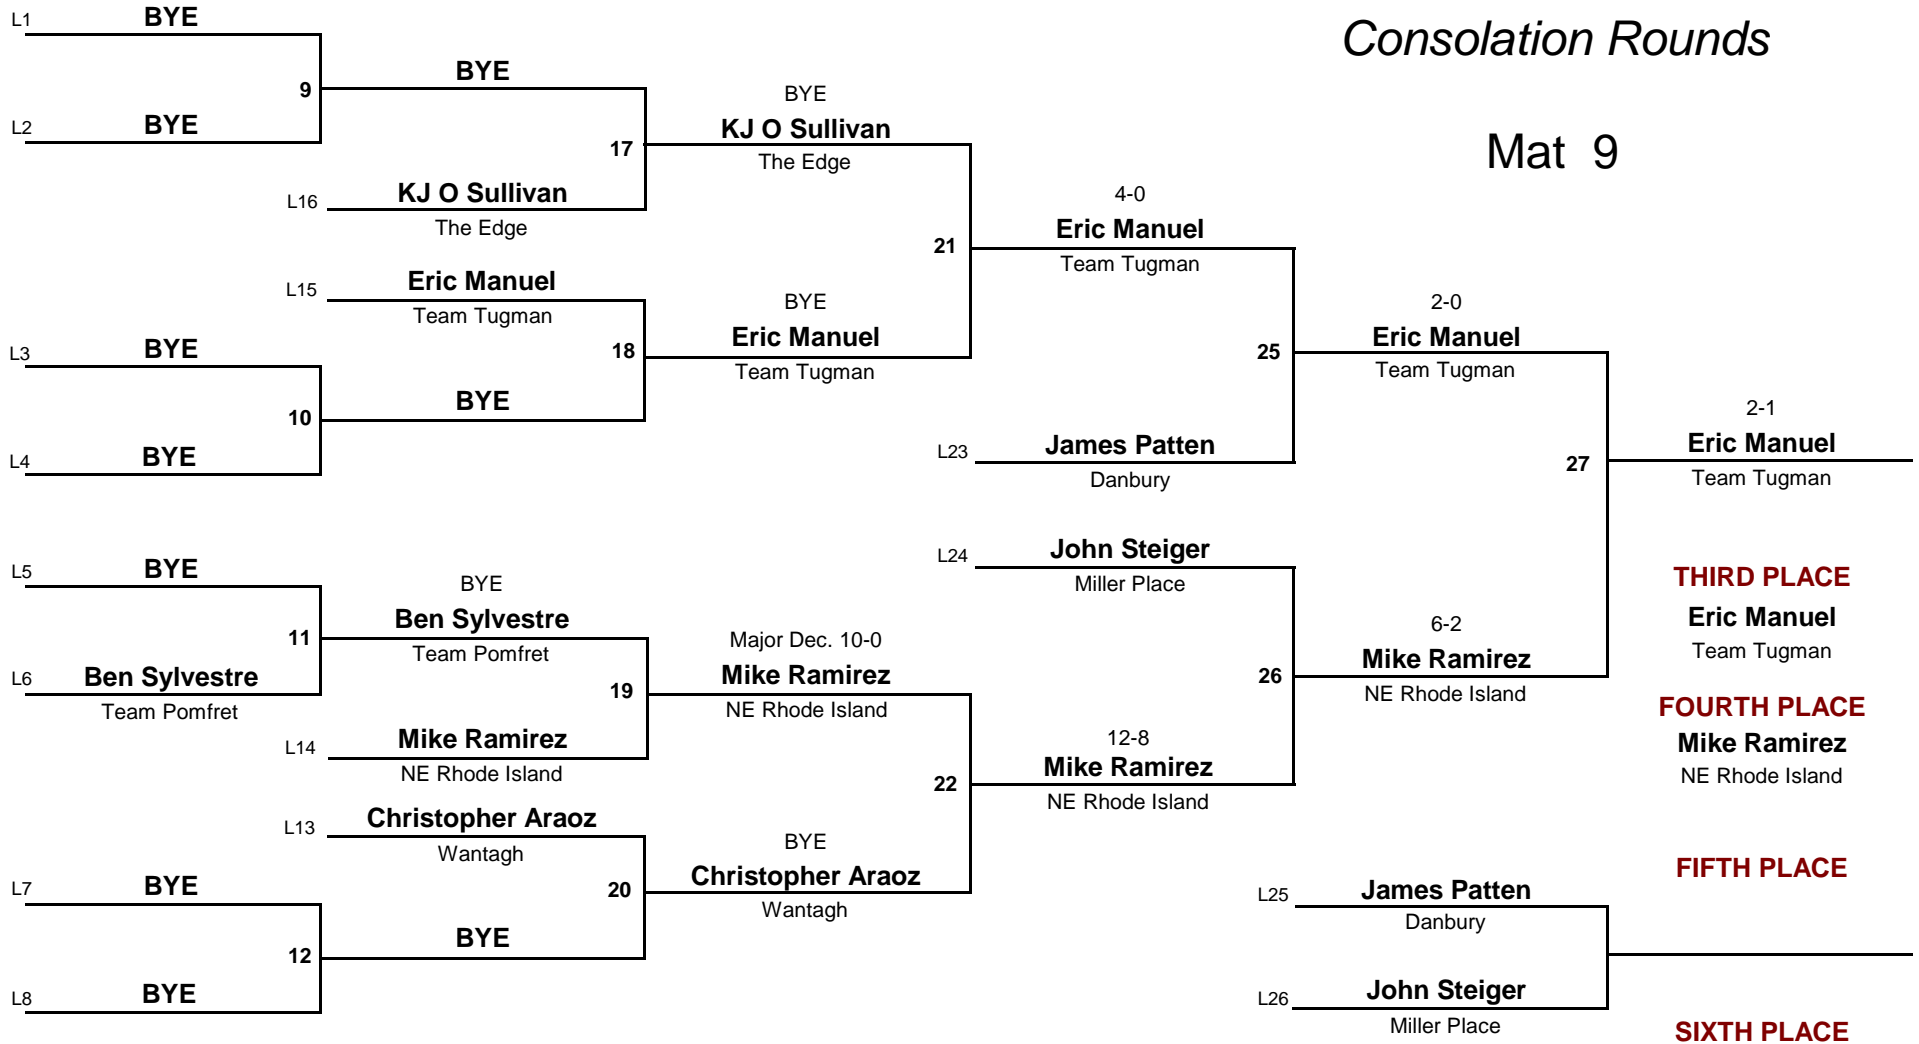 Consolation Rounds
Mat 9
L1 BYE
9
L2 BYE
BYE
17
L16 KJ O Sullivan
The Edge
BYE
KJ O Sullivan
The Edge
L15 Eric Manuel
Team Tugman
L3 BYE
10
L4 BYE
BYE
18
BYE
Eric Manuel
Team Tugman
21
4-0
Eric Manuel
Team Tugman
25
L23 James Patten
Danbury
2-0
Eric Manuel
Team Tugman
27
2-1
Eric Manuel
Team Tugman
L5 BYE
11
L6 Ben Sylvestre
Team Pomfret
BYE
Ben Sylvestre
Team Pomfret
19
L14 Mike Ramirez
NE Rhode Island
Major Dec. 10-0
Mike Ramirez
NE Rhode Island
22
L13 Christopher Araoz
Wantagh
L7 BYE
12
L8 BYE
BYE
20
BYE
Christopher Araoz
Wantagh
L24 John Steiger
Miller Place
26
12-8
Mike Ramirez
NE Rhode Island
6-2
Mike Ramirez
NE Rhode Island
THIRD PLACE
Eric Manuel
Team Tugman
FOURTH PLACE
Mike Ramirez
NE Rhode Island
L25 James Patten
Danbury
L26 John Steiger
Miller Place
FIFTH PLACE
SIXTH PLACE